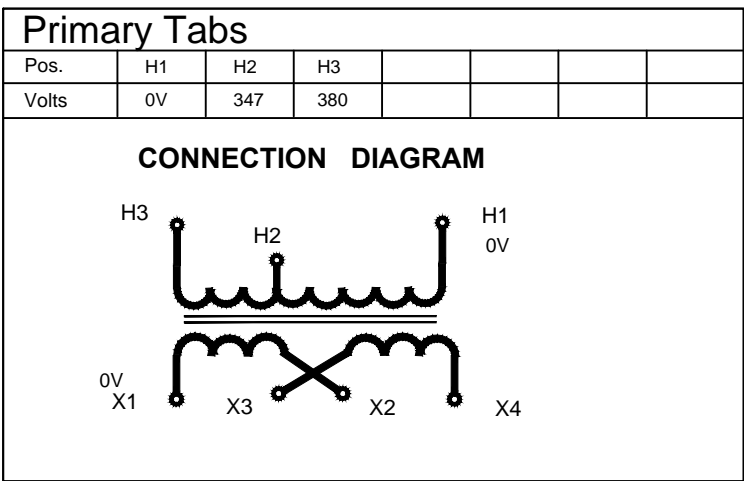 Primary Tabs
Pos. H1 H2 H3
Volts 0V 347 380
CONNECTION DIAGRAM
H3 H2 H1
0V
0V
X1 X3 X2 X4